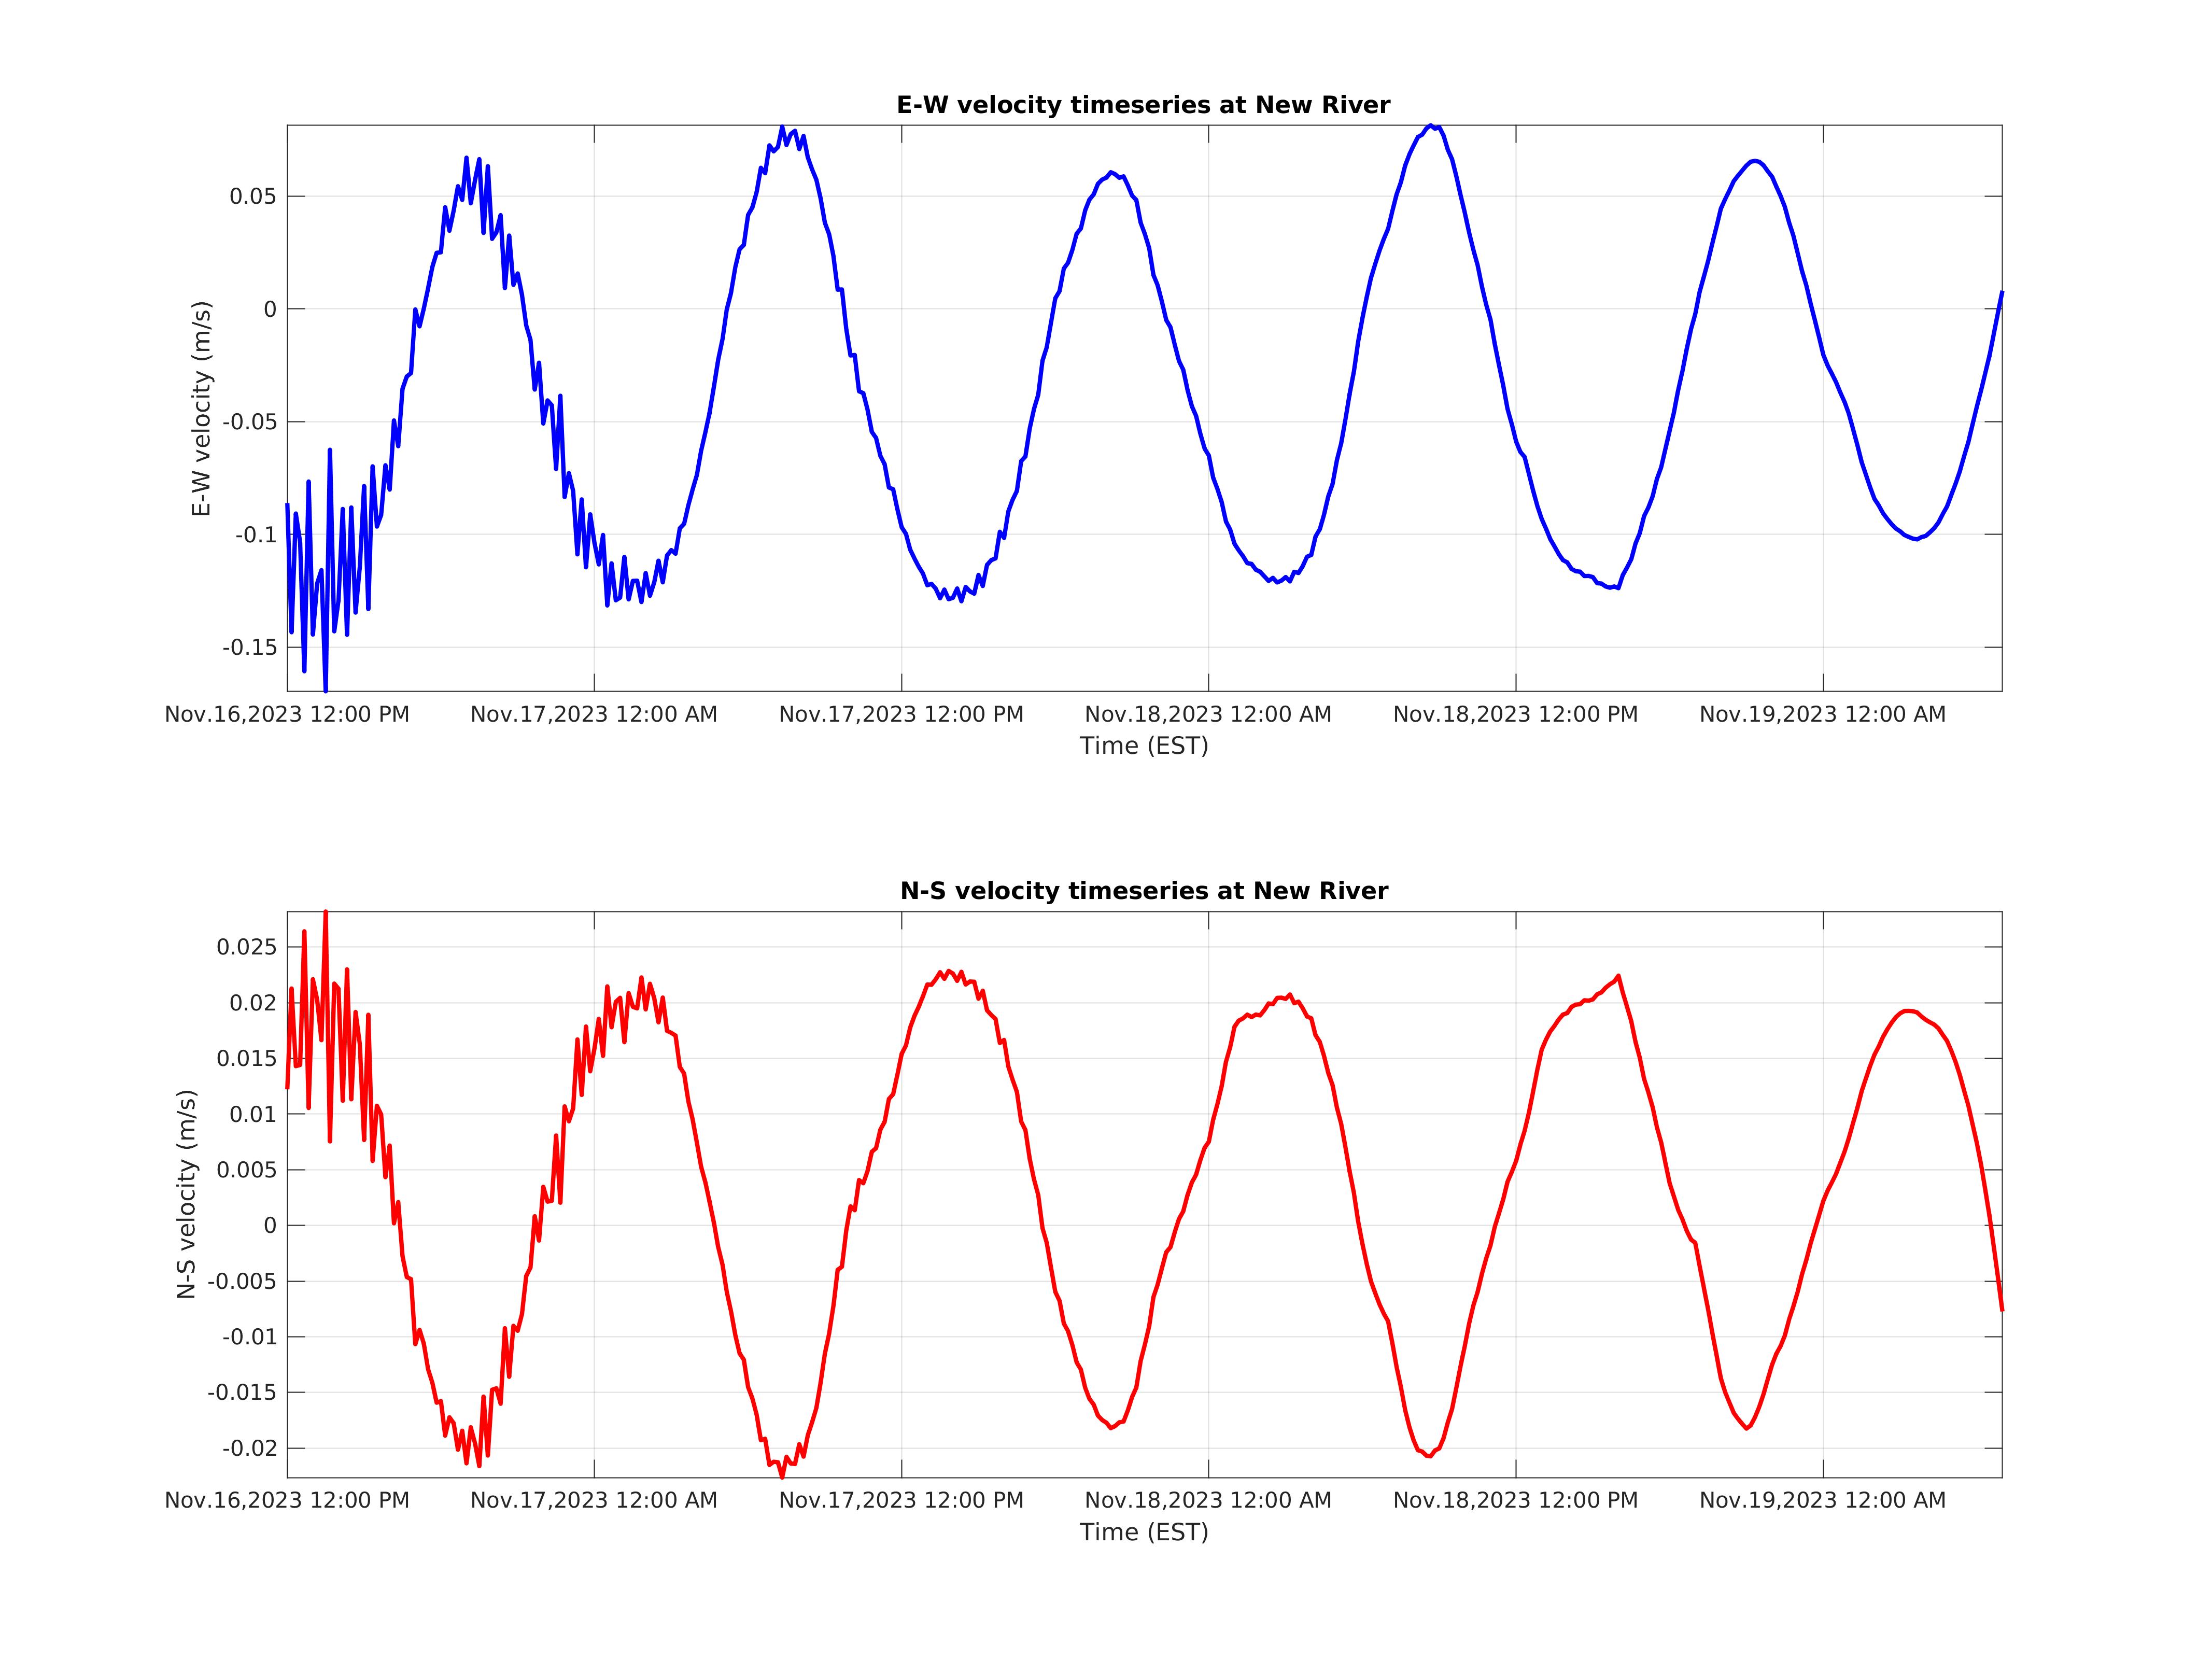 E-W velocity timeseries at New River
E-W velocity (m/s)
0.05
0
-0.05
-0.1
-0.15
Nov.16,2023 12:00 PM Nov.17,2023 12:00 AM Nov.17,2023 12:00 PM Nov.18,2023 12:00 AM Nov.18,2023 12:00 PM Nov.19,2023 12:00 AM
Time (EST)
N-S velocity timeseries at New River
N-S velocity (m/s)
0.025
0.02
0.015
0.01
0.005
0
-0.005
-0.01
-0.015
-0.02
Nov.16,2023 12:00 PM Nov.17,2023 12:00 AM Nov.17,2023 12:00 PM Nov.18,2023 12:00 AM Nov.18,2023 12:00 PM Nov.19,2023 12:00 AM
Time (EST)